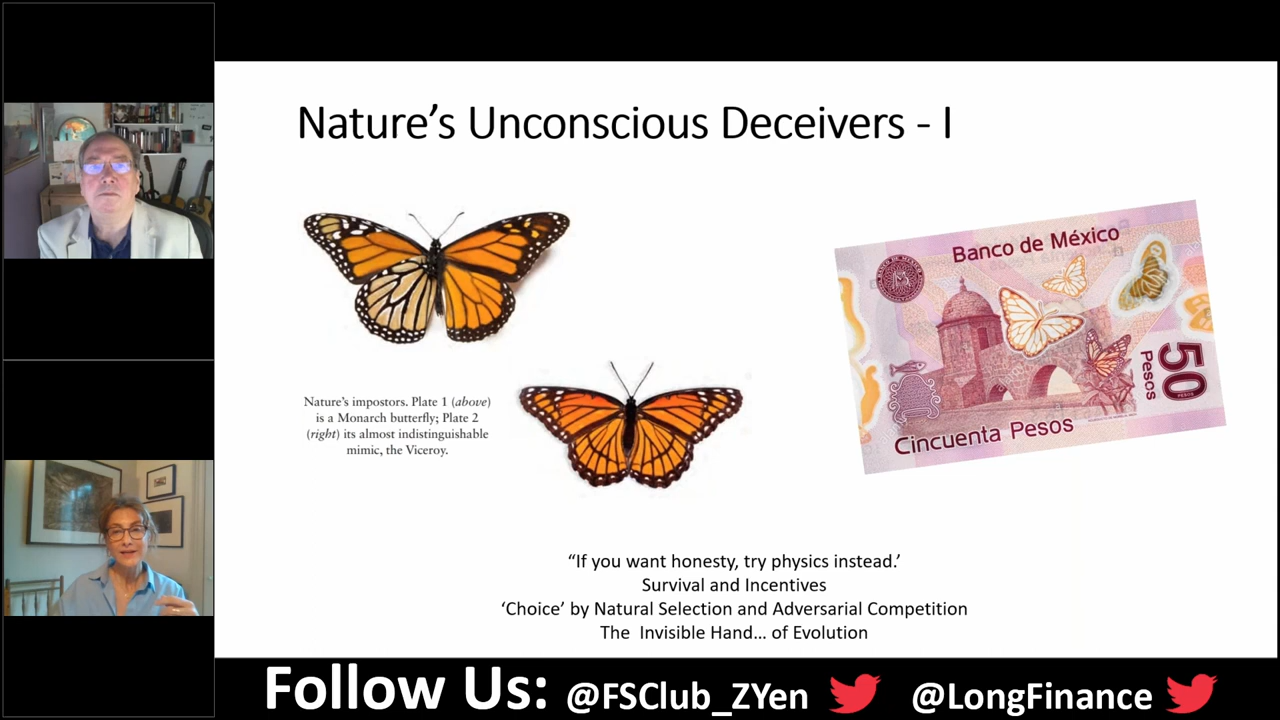 Nature’s Unconscious Deceivers - I
Nature's impostors. Plate 1 (above)
is a Monarch butterfly; Plate 2
(right) its almost indistinguishable
mimic, the Viceroy.
Banco de México
50
Pesos
Cincuenta Pesos
“If you want honesty, try physics instead.’
Survival and Incentives
‘Choice’ by Natural Selection and Adversarial Competition
The Invisible Hand… of Evolution
Follow Us: @FSClub_ZYen @LongFinance